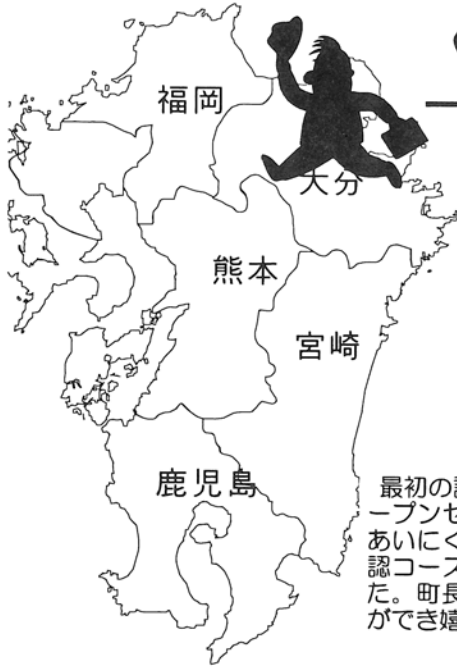 福岡
大分
熊本
宮崎
鹿児島
最初の
ープンセ
あいにく
認コース
た。町長
ができ嬉